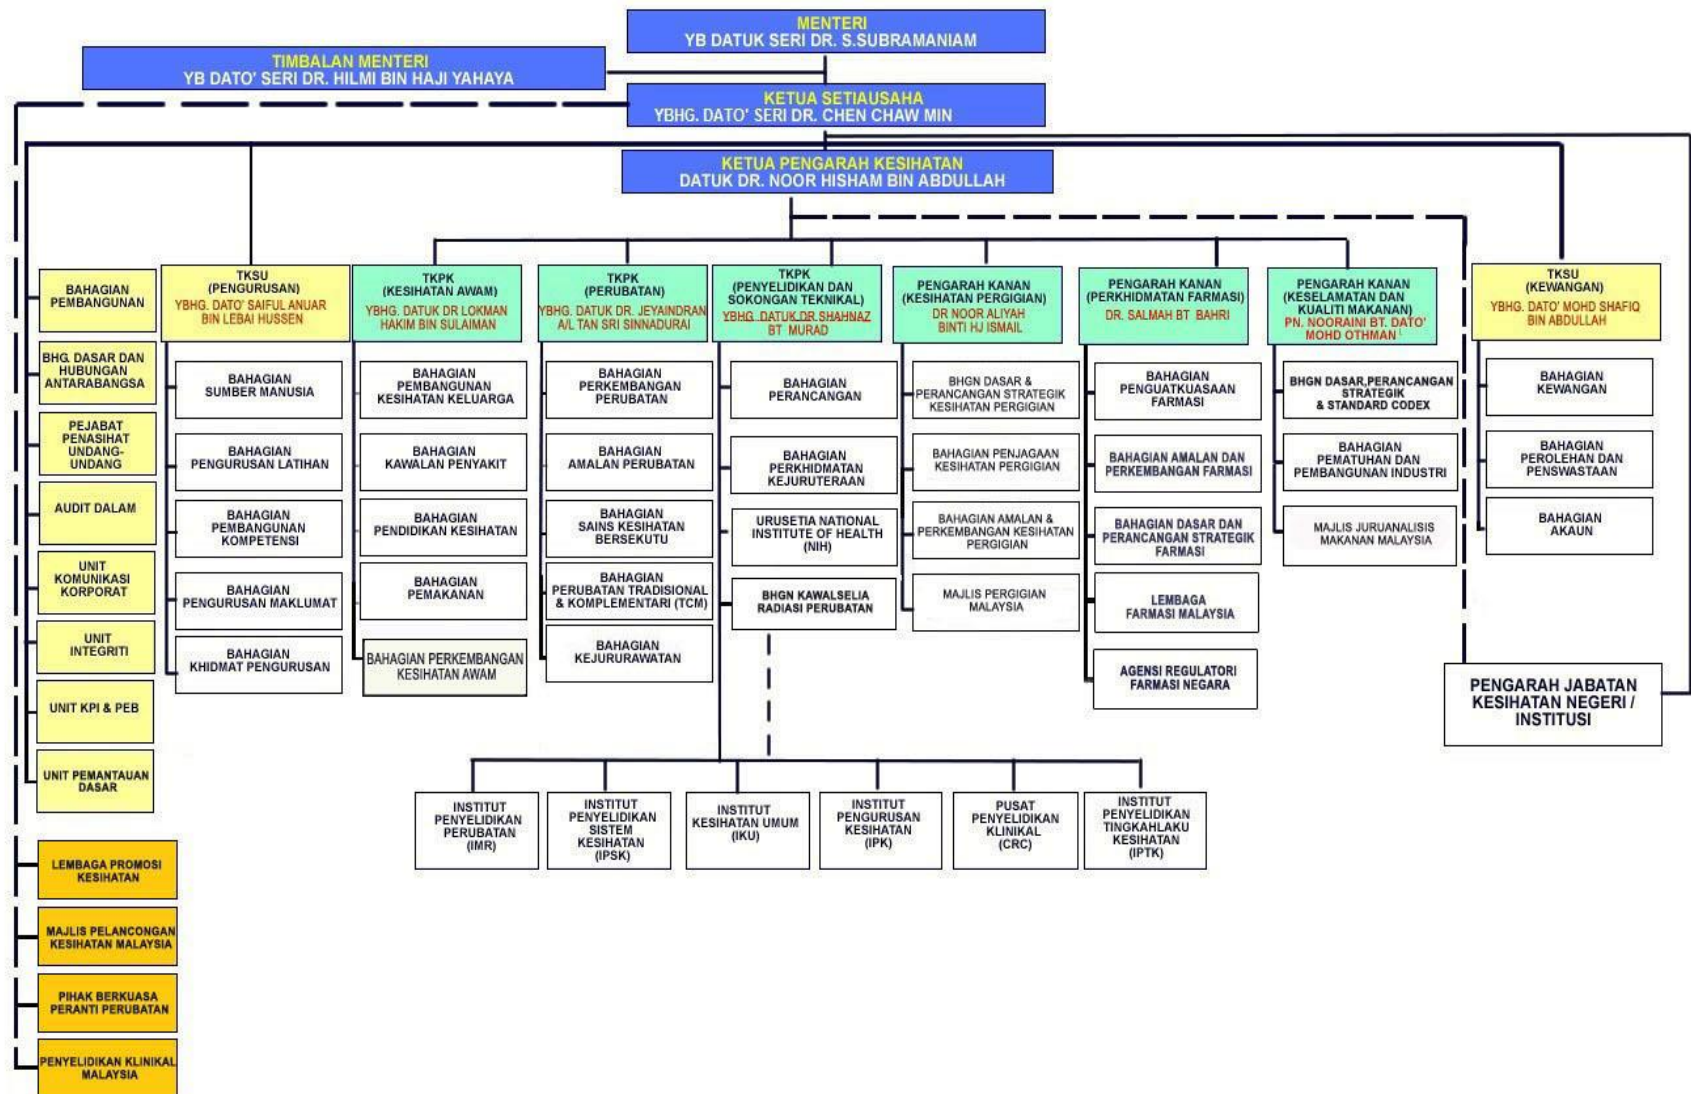 MENTERI
YB DATUK SERI DR. S.SUBRAMANIAM
TIMBALAN MENTERI
YB DATO' SERI DR. HILMI BIN HAJI YAHAYA
KETUA SETIAUSAHA
YBHG. DATO' SERI DR. CHEN CHAW MIN
KETUA PENGARAH KESIHATAN
DATUK DR. NOOR HISHAM BIN ABDULLAH
BAHAGIAN
PEMBANGUNAN
BHG. DASAR DAN
HUBUNGAN
ANTARABANGSA
PEJABAT
PENASIHAT
UNDANG-
UNDANG
AUDIT DALAM
UNIT
KOMUNIKASI
KORPORAT
UNIT
INTEGRITI
UNIT KPI & PEB
UNIT PEMANTAUAN
DASAR
LEMBAGA PROMOSI
KESIHATAN
MAJLIS PELANCONGAN
KESIHATAN MALAYSIA
PIHAK BERKUASA
PERANTI PERUBATAN
PENYELIDIKAN KLINIKAL
MALAYSIA
TKSU
(PENGURUSAN)
YBHG. DATO' SAIFUL ANUAR
BIN LEBAI HUSSEN
BAHAGIAN
SUMBER MANUSIA
BAHAGIAN
PENGURUSAN LATIHAN
BAHAGIAN
PEMBANGUNAN
KOMPETENSI
BAHAGIAN
PENGURUSAN MAKLUMAT
BAHAGIAN
KHIDMAT PENGURUSAN
TKPK
(KESIHATAN AWAM)
YBHG. DATUK DR LOKMAN
HAKIM BIN SULAIMAN
BAHAGIAN
PEMBANGUNAN
KESIHATAN KELUARGA
BAHAGIAN
KAWALAN PENYAKIT
BAHAGIAN
PENDIDIKAN KESIHATAN
BAHAGIAN
PEMAKANAN
BAHAGIAN PERKEMBANGAN
KESIHATAN AWAM
TKPK
(PERUBATAN)
YBHG. DATUK DR. JEYAINDRAN
A/L TAN SRI SINNADURAI
BAHAGIAN
PERKEMBANGAN
PERUBATAN
BAHAGIAN
AMALAN PERUBATAN
BAHAGIAN
SAINS KESIHATAN
BERSEKUTU
BAHAGIAN
PERUBATAN TRADISIONAL
& KOMPLEMENTARI (TCM)
BAHAGIAN
KEJURURAWATAN
TKPK
(PENYELIDIKAN DAN
SOKONGAN TEKNIKAL)
YBHG. DATUK DR SHAHNAZ
BT MURAD
BAHAGIAN
PERANCANGAN
BAHAGIAN
PERKHIDMATAN
KEJURUTERAAN
URUSETIA NATIONAL
INSTITUTE OF HEALTH
(NIH)
BHGN KAWALSELIA
RADIASI PERUBATAN
PENGARAH KANAN
(KESIHATAN PERGIGIAN)
DR NOOR ALIYAH
BINTI HJ ISMAIL
BHGN DASAR &
PERANCANGAN STRATEGIK
KESIHATAN PERGIGIAN
BAHAGIAN PENJAGAAN
KESIHATAN PERGIGIAN
BAHAGIAN AMALAN &
PERKEMBANGAN KESIHATAN
PERGIGIAN
MAJLIS PERGIGIAN
MALAYSIA
PENGARAH KANAN
(PERKHIDMATAN FARMASI)
DR. SALMAH BT BAHRI
BAHAGIAN
PENGUATKUASAAN
FARMASI
BAHAGIAN AMALAN DAN
PERKEMBANGAN FARMASI
BAHAGIAN DASAR DAN
PERANCANGAN STRATEGIK
FARMASI
LEMBAGA
FARMASI MALAYSIA
AGENSI REGULATORI
FARMASI NEGARA
PENGARAH KANAN
(KESELAMATAN DAN
KUALITI MAKANAN)
PN. NOORAINI BT. DATO'
MOHD OTHMAN
BHGN DASAR,PERANCANGAN
STRATEGIK
& STANDARD CODEX
BAHAGIAN
PEMATUHAN DAN
PEMBANGUNAN INDUSTRI
MAJLIS JURUANALISIS
MAKANAN MALAYSIA
TKSU
(KEWANGAN)
YBHG. DATO' MOHD SHAFIQ
BIN ABDULLAH
BAHAGIAN
KEWANGAN
BAHAGIAN
PEROLEHAN DAN
PENSWASTAAN
BAHAGIAN
AKAUN
PENGARAH JABATAN
KESIHATAN NEGERI /
INSTITUSI
INSTITUT
PENYELIDIKAN
PERUBATAN
(IMR)
INSTITUT
PENYELIDIKAN
SISTEM
KESIHATAN
(IPSK)
INSTITUT
KESIHATAN UMUM
(IKU)
INSTITUT
PENGURUSAN
KESIHATAN
(IPK)
PUSAT
PENYELIDIKAN
KLINIKAL
(CRC)
INSTITUT
PENYELIDIKAN
TINGKAHLAKU
KESIHATAN
(IPTK)